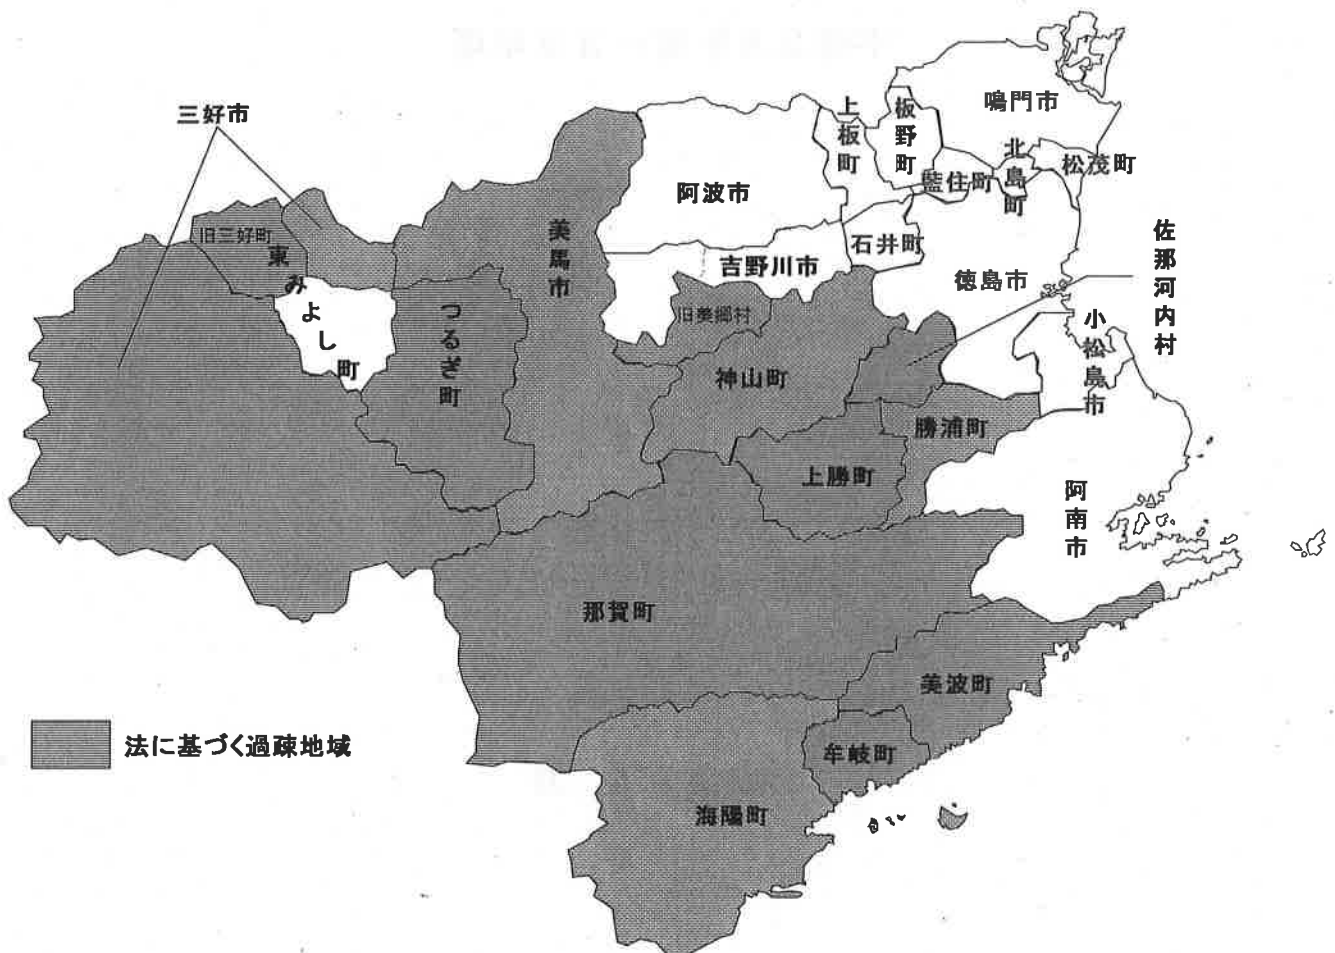 三好市
旧三好町
東みよし町
つるぎ町
美馬市
阿波市
吉野川市
旧美郷村
上板町
板野町
鳴門市
藍住町
北島町
松茂町
石井町
徳島市
佐那河内村
小松島市
神山町
勝浦町
上勝町
阿南市
那賀町
美波町
牟岐町
海陽町
法に基づく過疎地域